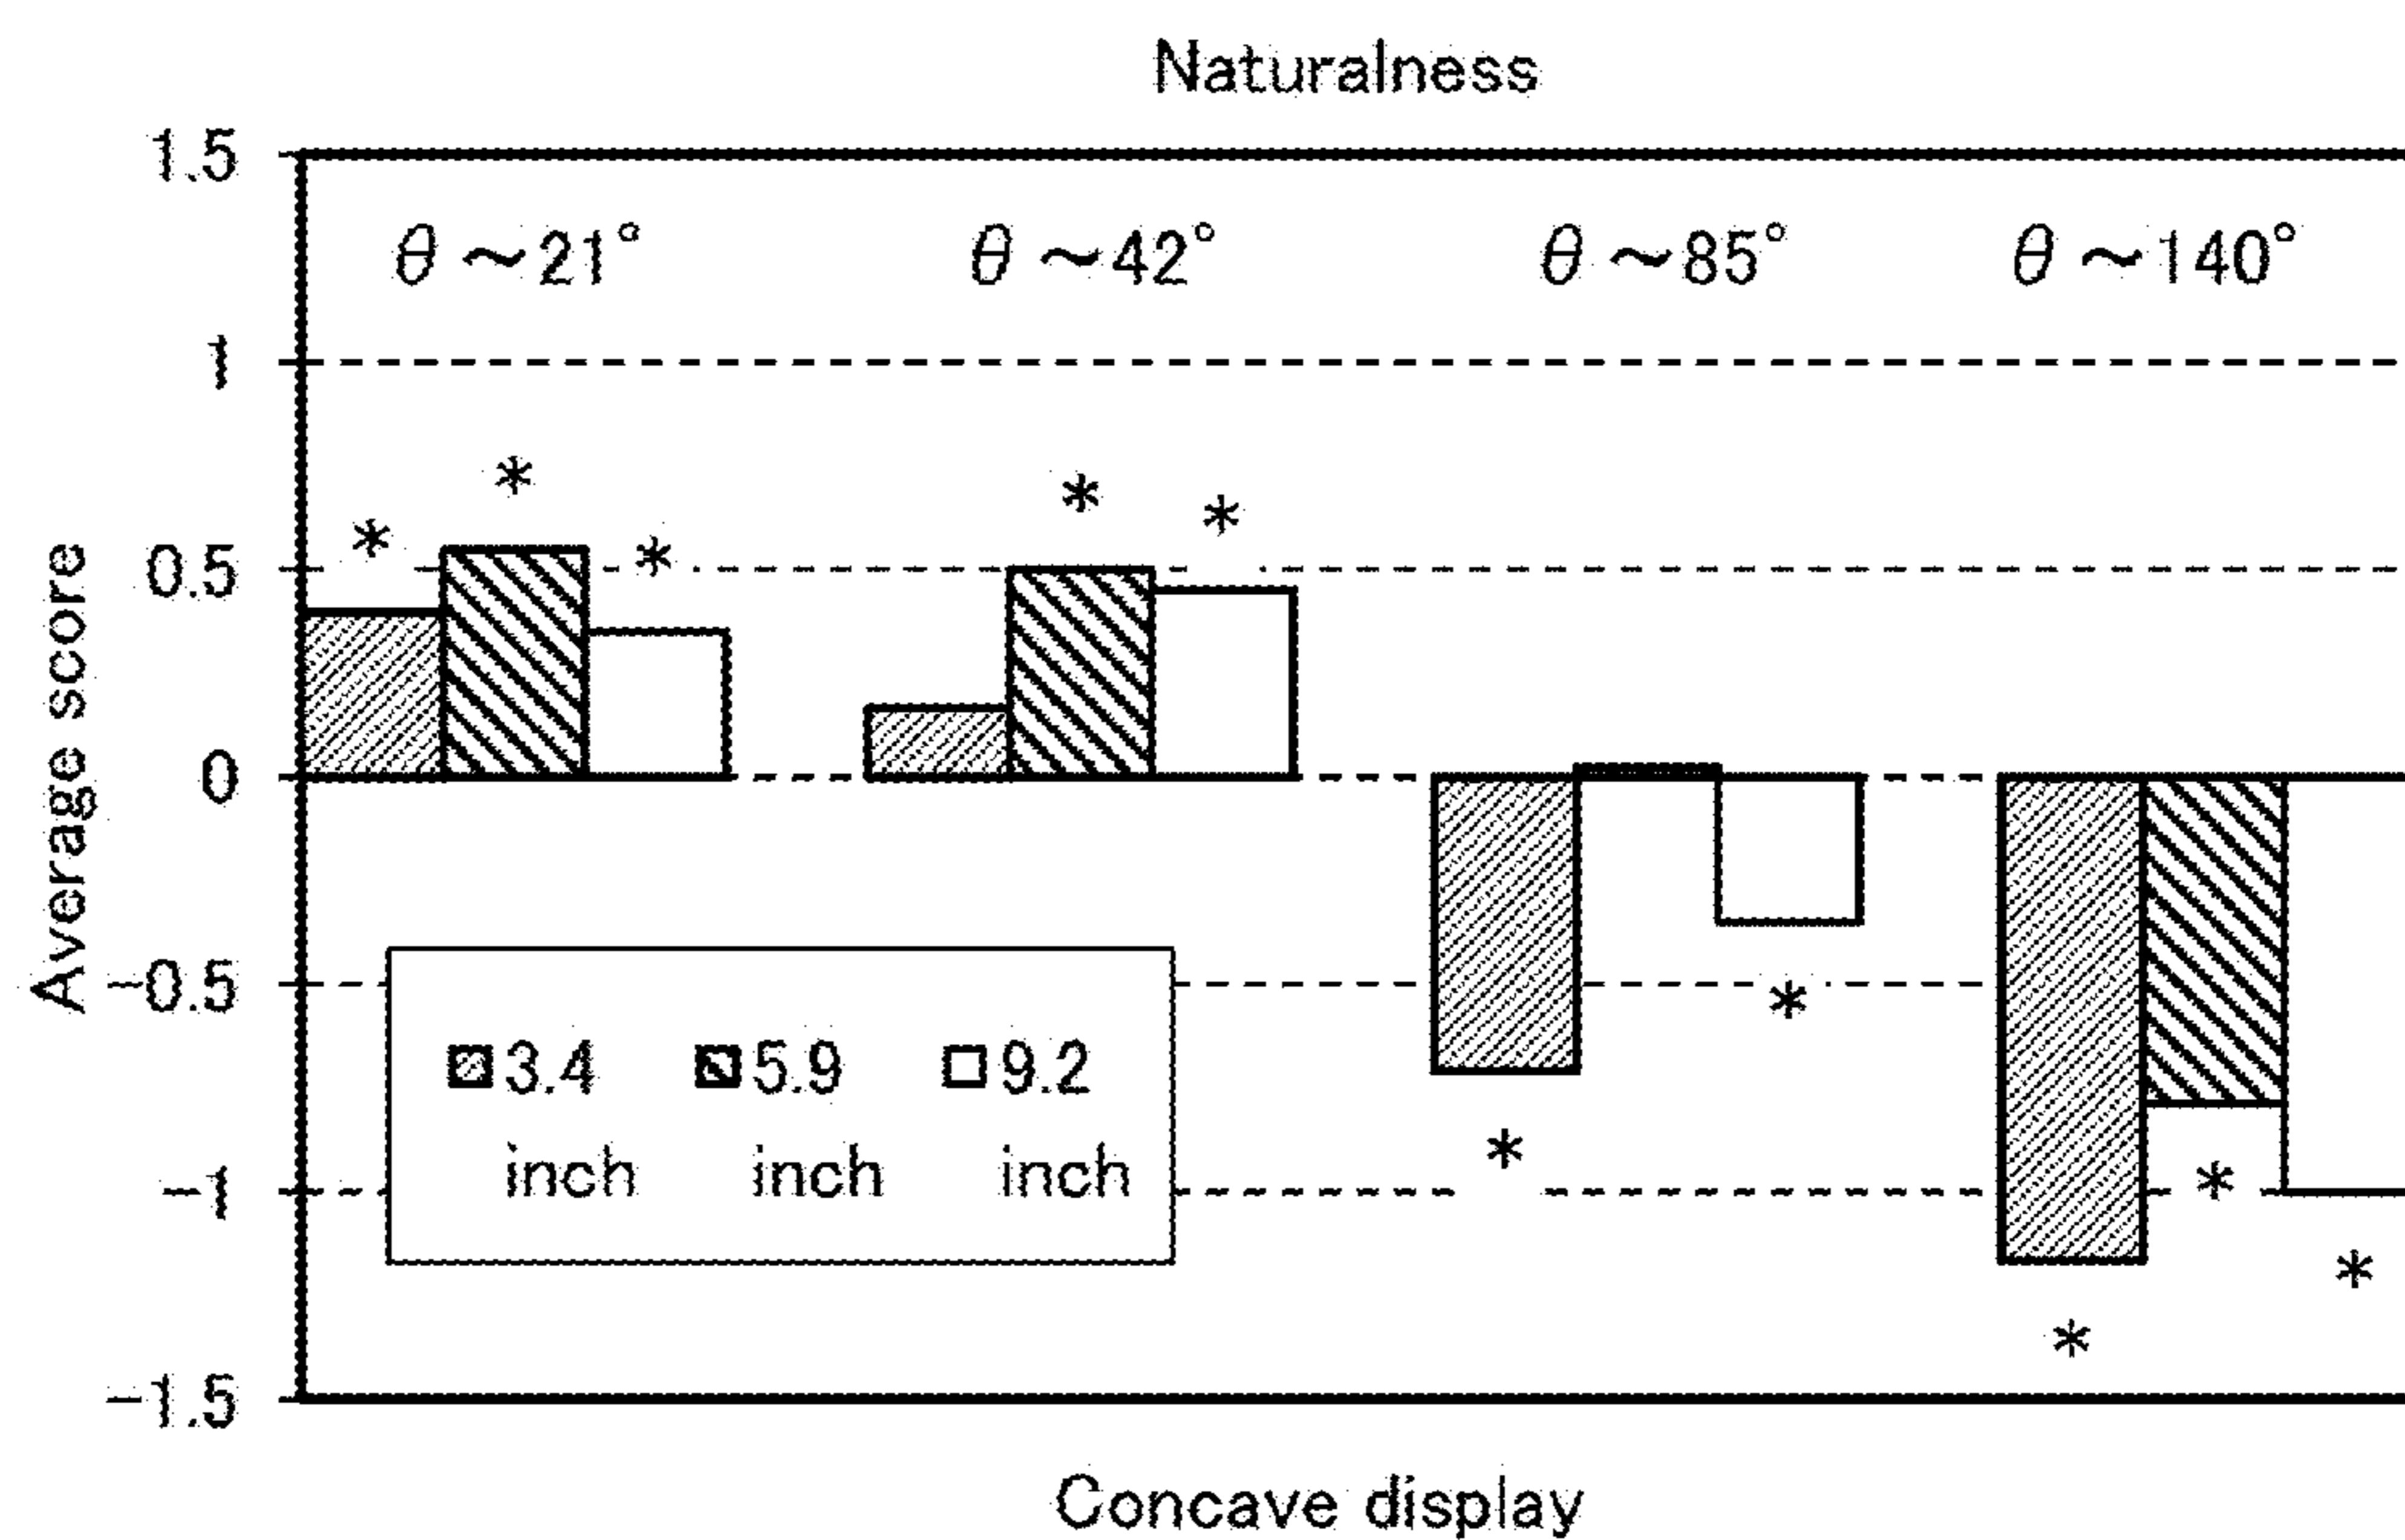 Naturalness
1.5
θ ~21° θ ~42° θ ~85° θ ~140°
1
* * * * *
0.5
Average score
0
-0.5
*
3.4 inch
5.9 inch
9.2 inch
*
-1
*
*
*
-1.5
Concave display